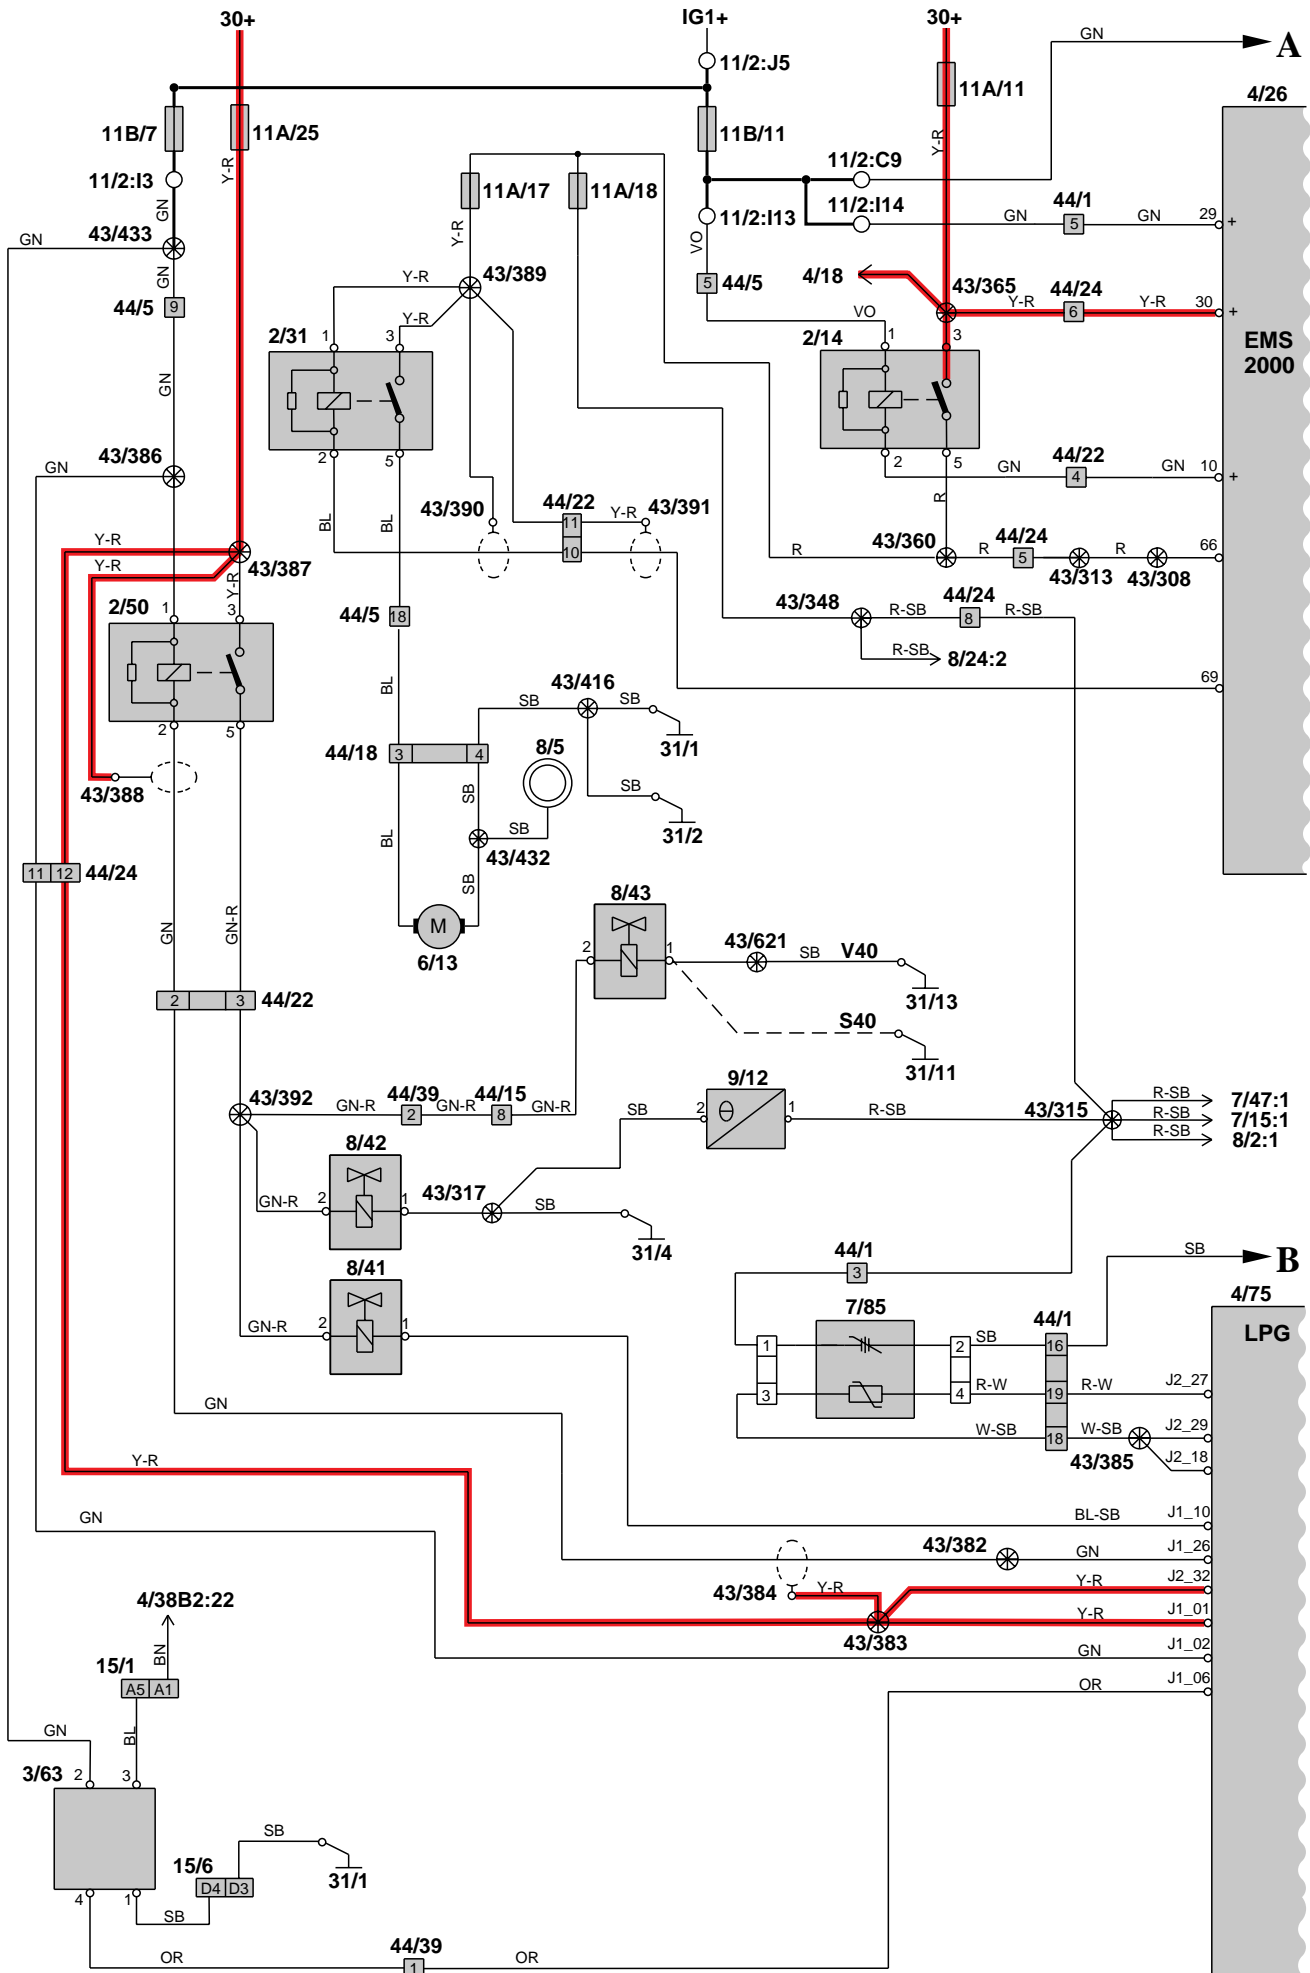 30+
IG1+
30+
GN
A
11/2:J5
4/26
11B/7
11A/25
11B/11
11A/11
Y-R
Y-R
11/2:I3
11A/17
11A/18
11/2:C9
GN
11/2:I13
11/2:I14
44/1
GN
5
GN
29
+
GN
43/433
Y-R
VO
GN
43/389
Y-R
4/18
43/365
44/24
5
44/5
44/5
9
Y-R
6
Y-R
30
+
2/31
1
Y-R
3
VO
2/14
1
3
EMS
2000
GN
43/386
GN
2
5
2
5
GN
44/22
4
GN
10
+
R
BL
BL
43/390
44/22
11
Y-R
43/391
10
Y-R
Y-R
43/387
Y-R
R
43/360
R
44/24
5
R
66
43/313
43/308
2/50
1
3
44/5
18
43/348
R-SB
44/24
8
R-SB
R-SB
8/24:2
BL
43/416
SB
SB
69
2
5
44/18
3
4
8/5
31/1
43/388
SB
SB
31/2
BL
SB
43/432
11
12
44/24
SB
GN
GN-R
M
6/13
8/43
2
1
43/621
SB
V40
31/13
2
3
44/22
S40
31/11
43/392
GN-R
44/39
2
GN-R
44/15
8
GN-R
9/12
SB
2
1
R-SB
43/315
R-SB
7/47:1
R-SB
7/15:1
R-SB
8/2:1
8/42
GN-R
2
1
43/317
SB
31/4
8/41
44/1
3
SB
B
GN-R
2
1
7/85
4/75
LPG
1
2
SB
44/1
16
3
4
R-W
19
R-W
J2_27
GN
W-SB
18
W-SB
J2_29
43/385
J2_18
Y-R
GN
BL-SB
J1_10
43/382
GN
J1_26
43/384
Y-R
Y-R
J2_32
Y-R
J1_01
43/383
4/38B2:22
BN
GN
J1_02
15/1
A5
A1
OR
J1_06
BL
GN
3/63
2
3
SB
15/6
D4
D3
31/1
4
1
SB
OR
44/39
1
OR